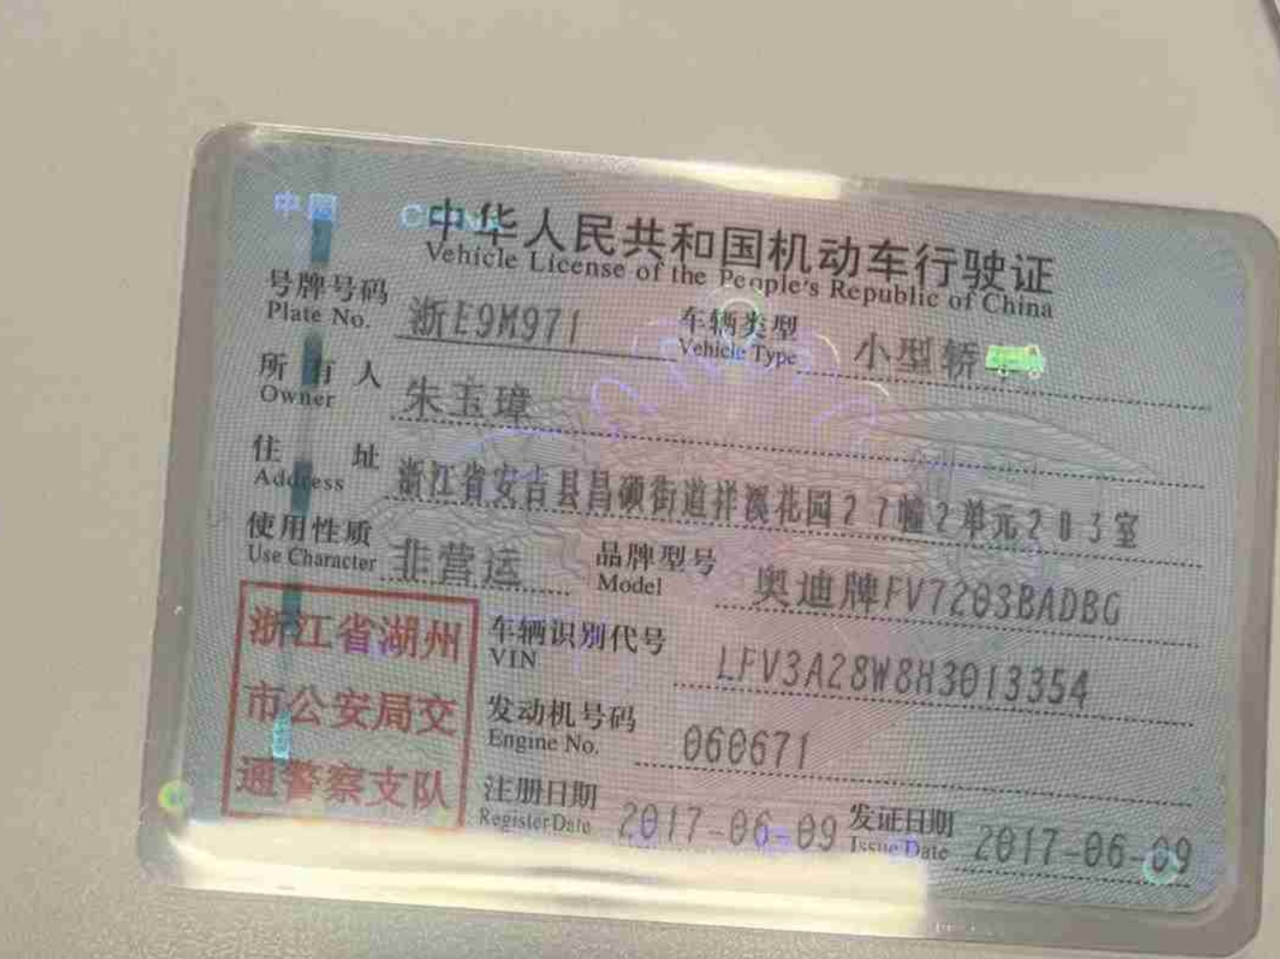 中国 CHINA
中华人民共和国机动车行驶证
Vehicle License of the People's Republic of China
号牌号码 浙E9M971 车辆类型 小型轿
Plate No. Vehicle Type
所有人 朱玉璋
Owner
住址 浙江省安吉县昌硕街道祥溪花园27幢2单元203室
Address
使用性质 非营运 品牌型号 奥迪牌FV7203BADBG
Use Character Model
浙江省湖州
市公安局交
通警察支队
车辆识别代号 LFV3A28W8H3013354
VIN
发动机号码 060671
Engine No.
注册日期 2017-06-09 发证日期 2017-06-09
Register Date Issue Date